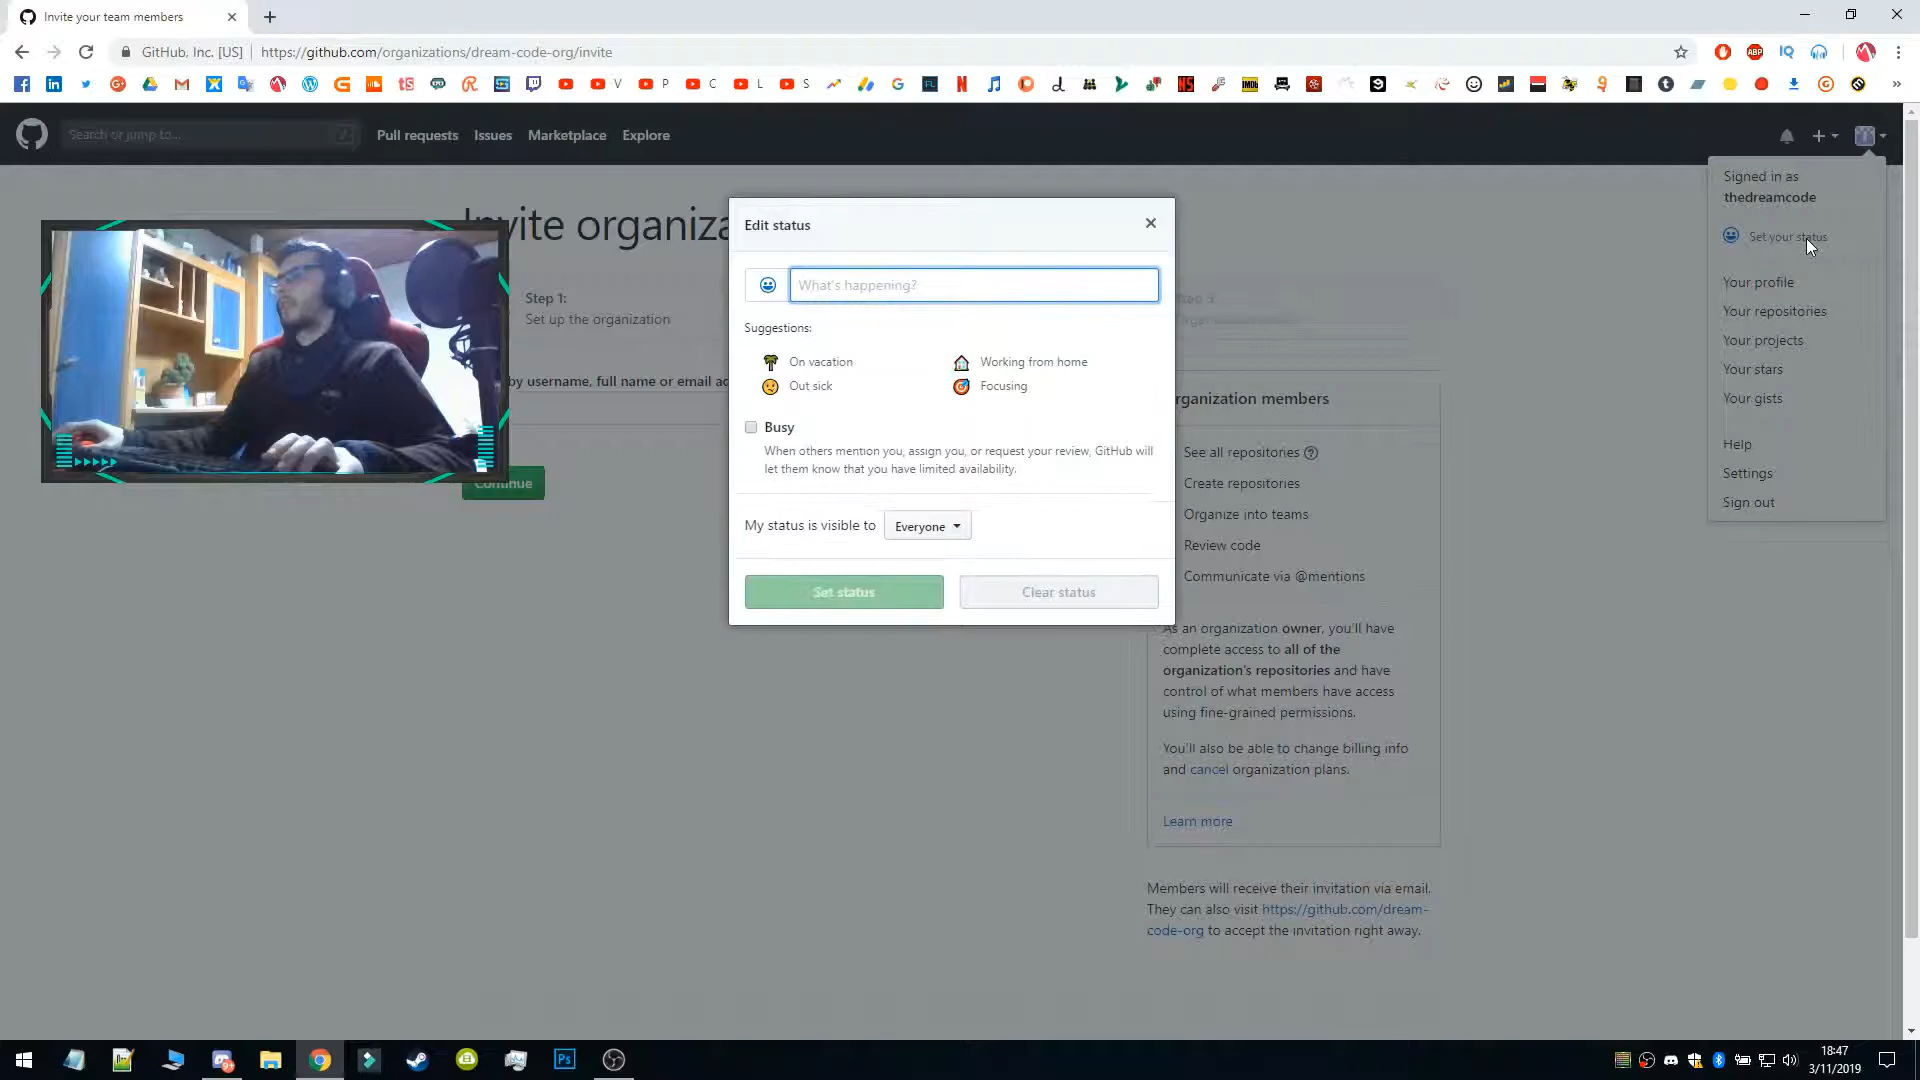 Invite your team members
GitHub, Inc. [US]
https://github.com/organizations/dream-code-org/invite
V
P
C
L
S
Search or jump to...
Pull requests
Issues
Marketplace
Explore
Signed in as
thedreamcode
Set your status
Your profile
Your repositories
Your projects
Your stars
Your gists
Help
Settings
Sign out
Invite organiza
Step 1:
Set up the organization
by username, full name or email ad
Continue
Edit status
What's happening?
Suggestions:
On vacation
Working from home
Out sick
Focusing
Busy
When others mention you, assign you, or request your review, GitHub will
let them know that you have limited availability.
My status is visible to
Everyone
Set status
Clear status
rganization members
See all repositories
Create repositories
Organize into teams
Review code
Communicate via @mentions
As an organization owner, you'll have
complete access to all of the
organization's repositories and have
control of what members have access
using fine-grained permissions.
You'll also be able to change billing info
and cancel organization plans.
Learn more
Members will receive their invitation via email.
They can also visit https://github.com/dream-
code-org to accept the invitation right away.
18:47
3/11/2019